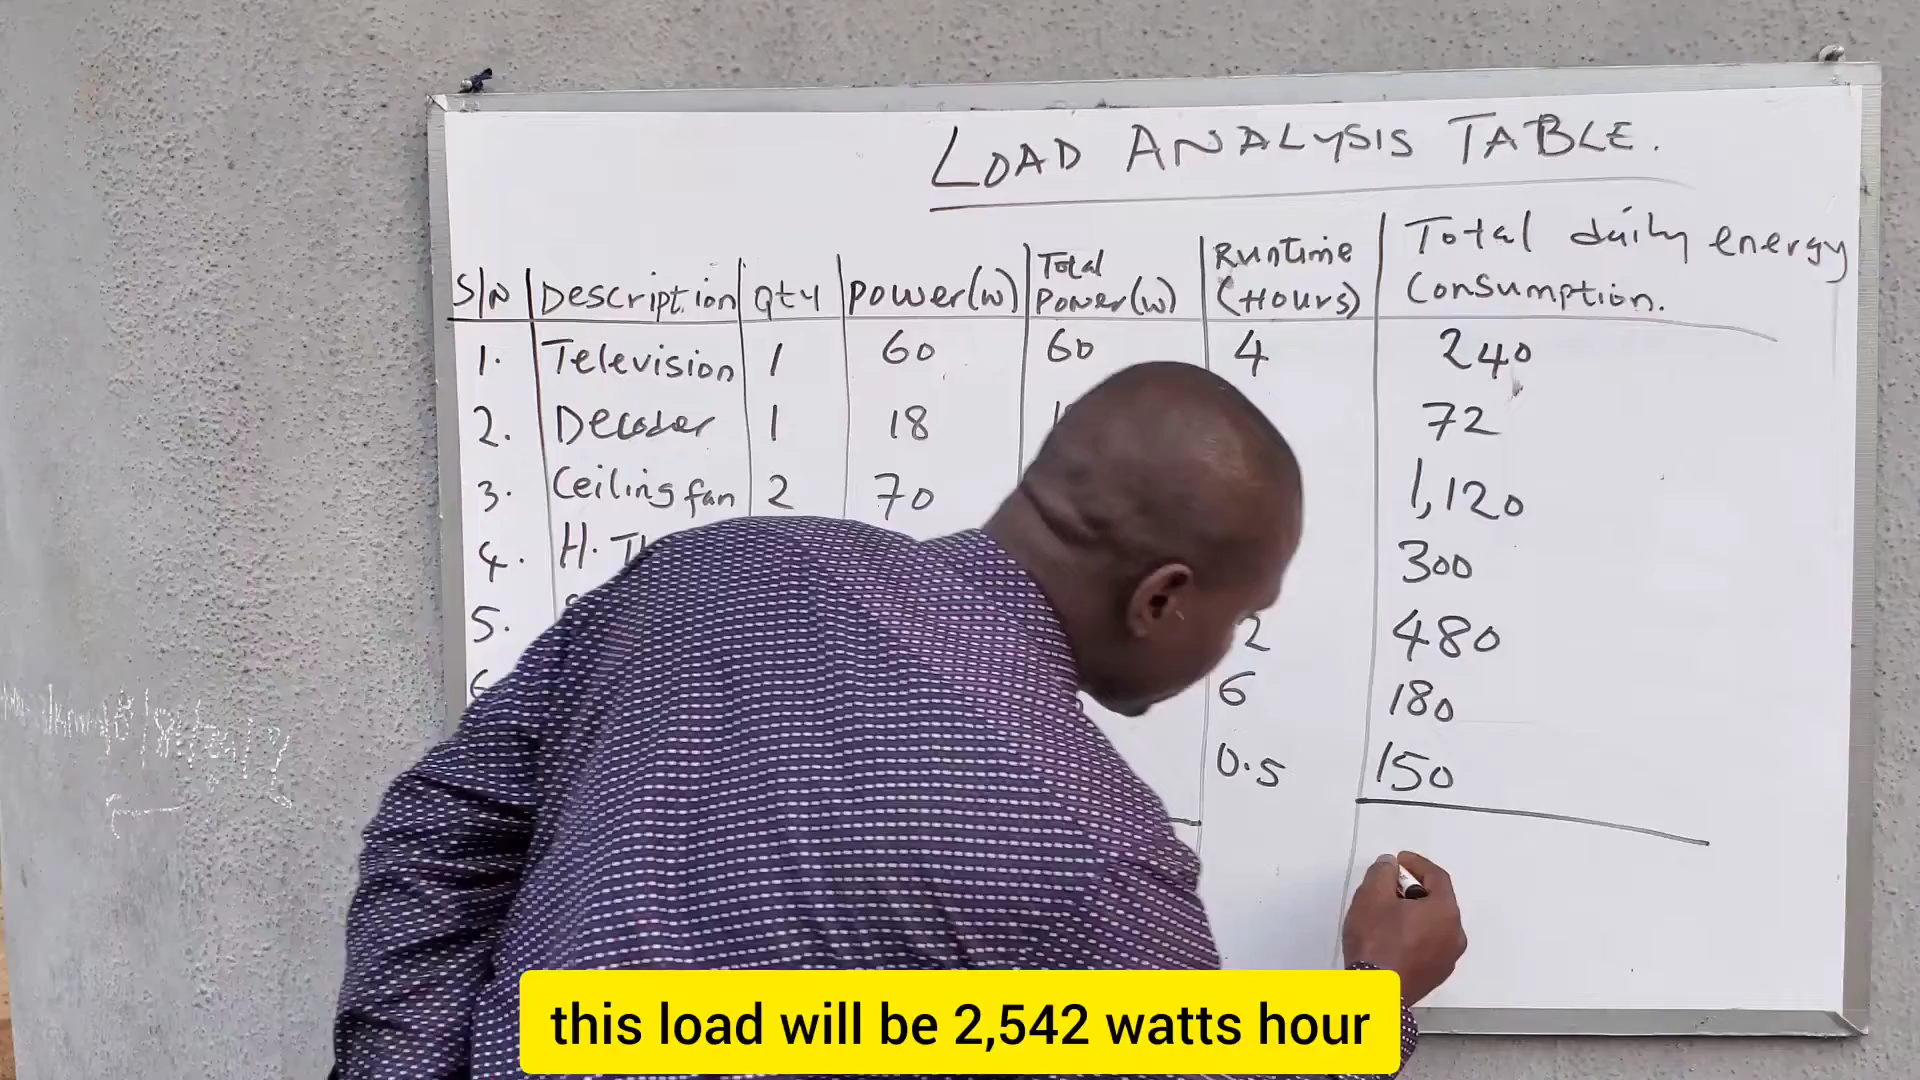 LOAD ANALYSIS TABLE.
S/N Description Qty Power(W) Total Power(W) Runtime (Hours) Total daily energy Consumption.
1. Television 1 60 60 4 240
2. Decoder 1 18 72
3. Ceiling fan 2 70 1,120
4. H. 300
5. 2 480
6 180
0.5 150
this load will be 2,542 watts hour